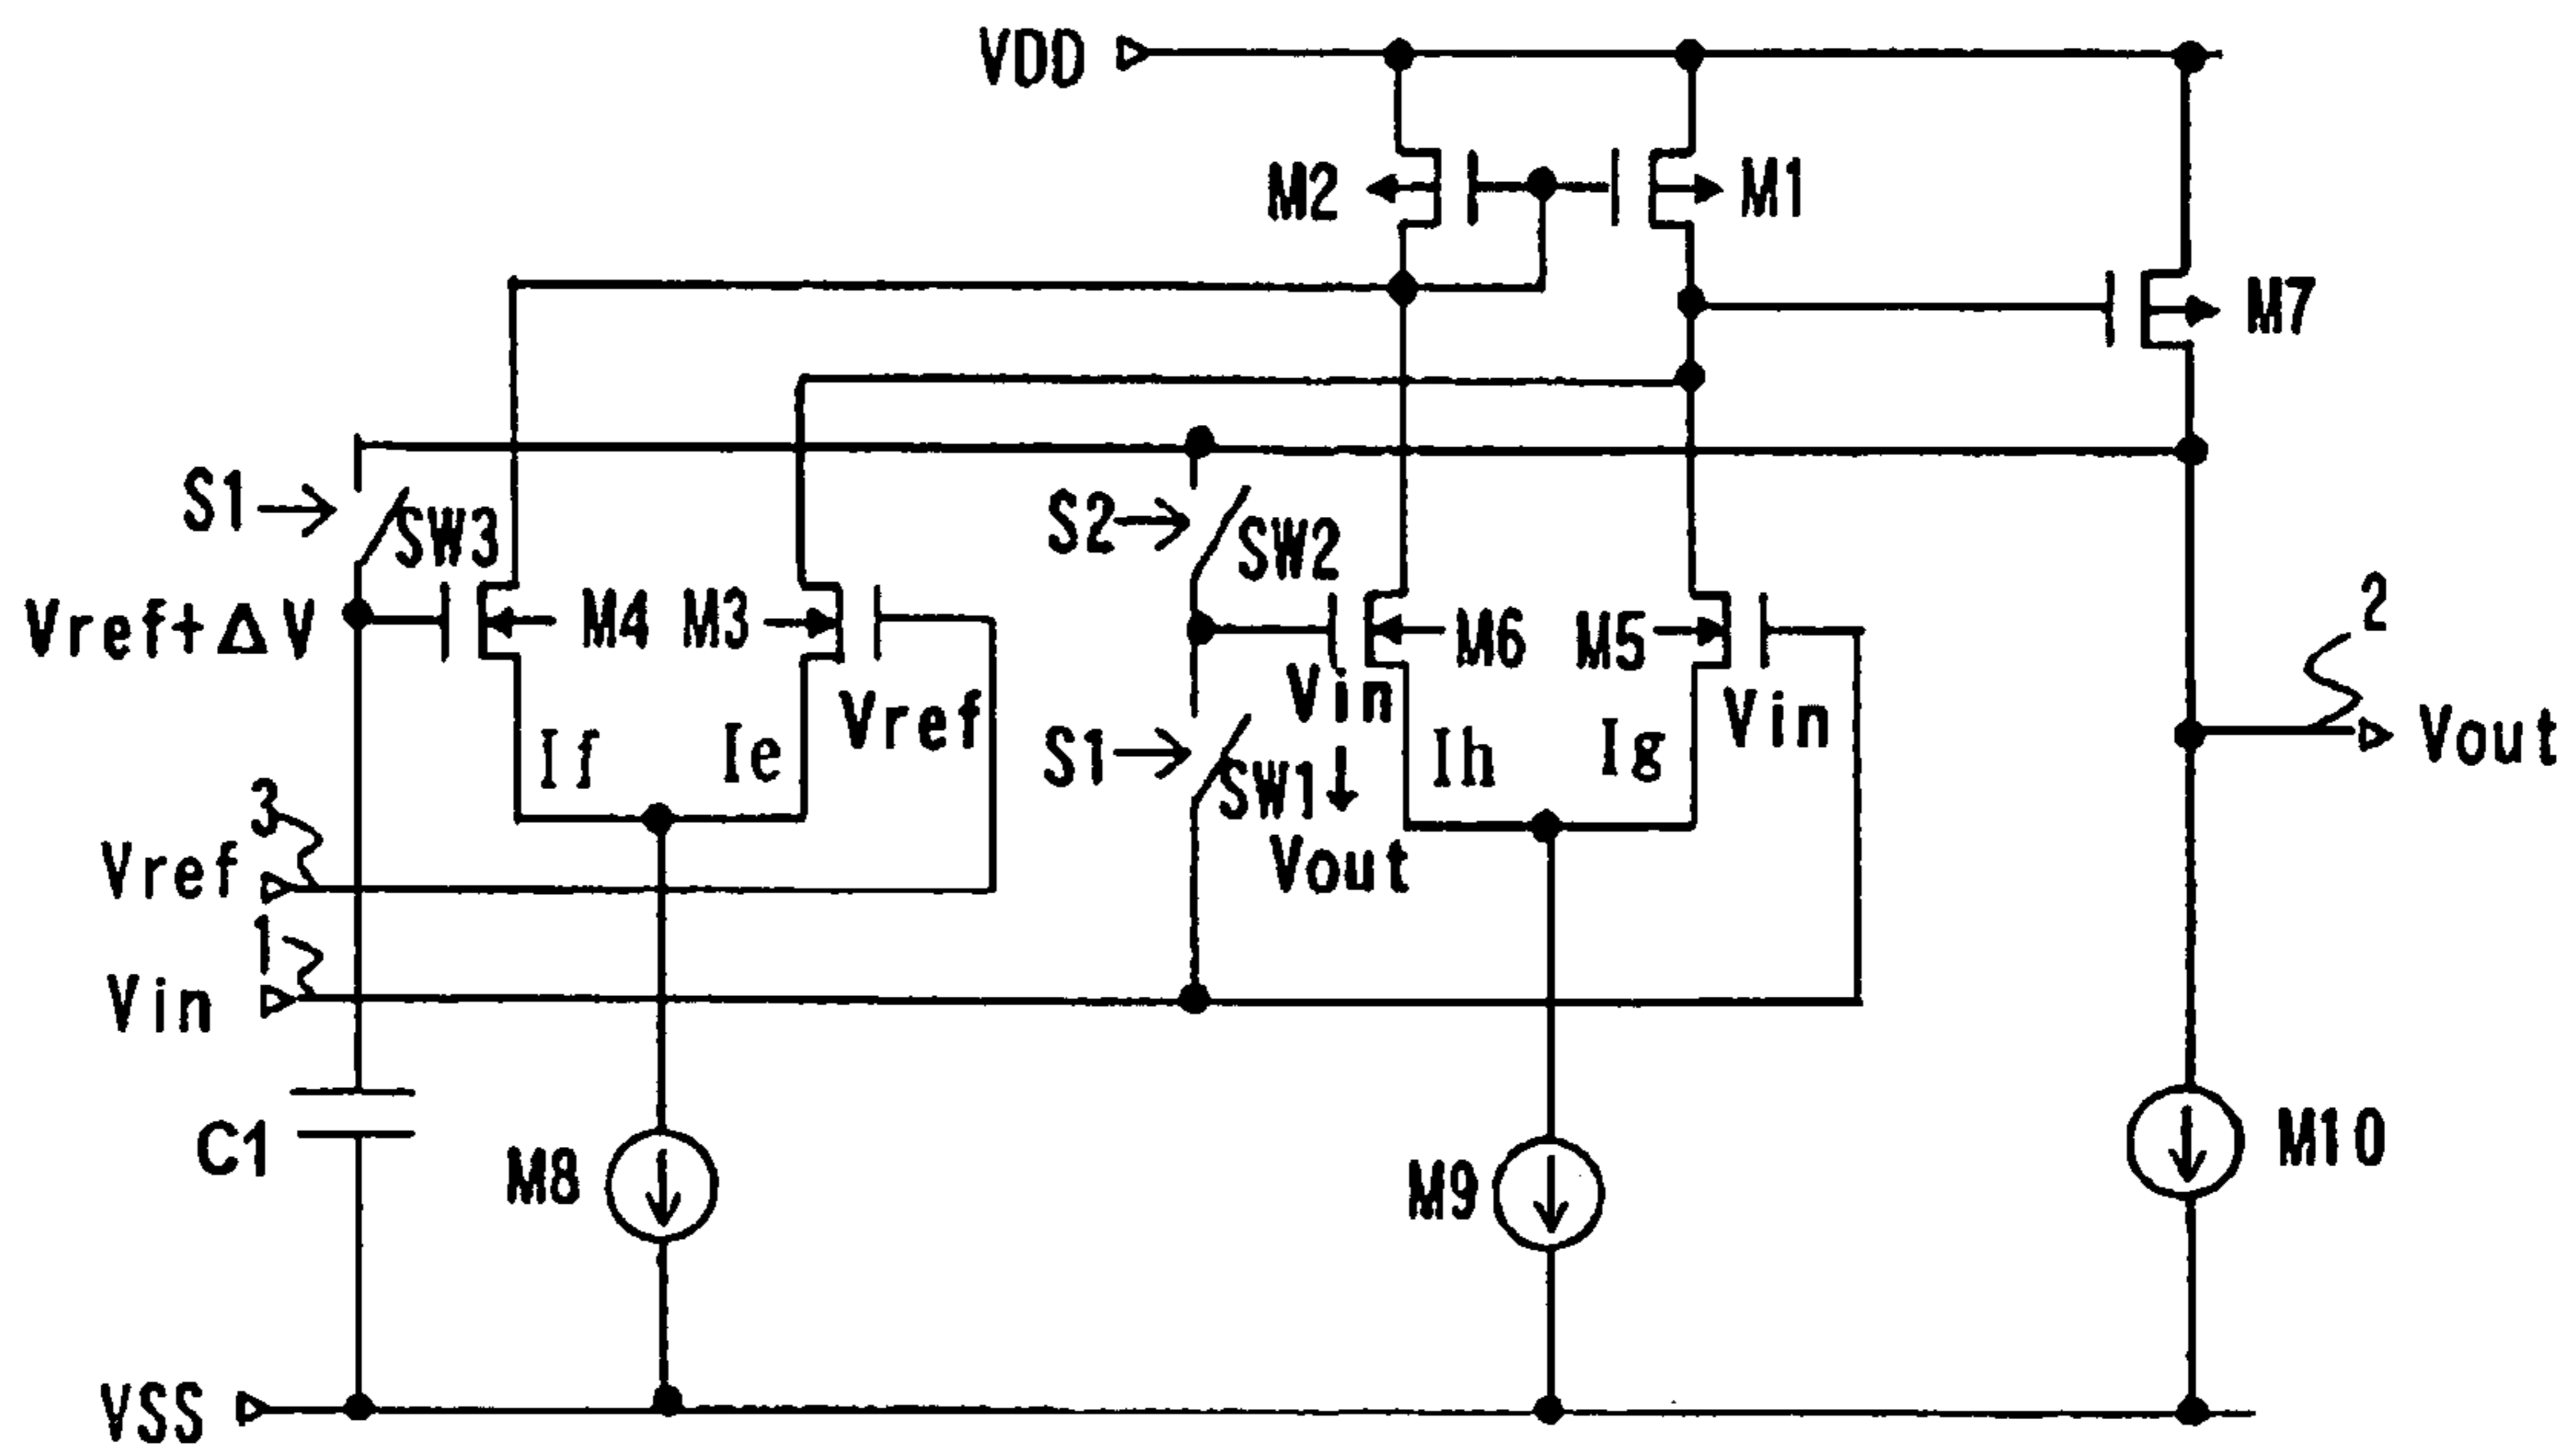 VDD
M2
M1
M7
S1
SW3
S2
SW2
Vref+ΔV
M4
M3
M6
M5
2
Vin
Vref
Vin
If
Ie
Ih
Ig
S1
SW1
Vout
Vout
3
Vref
1
Vin
C1
M8
M9
M10
VSS